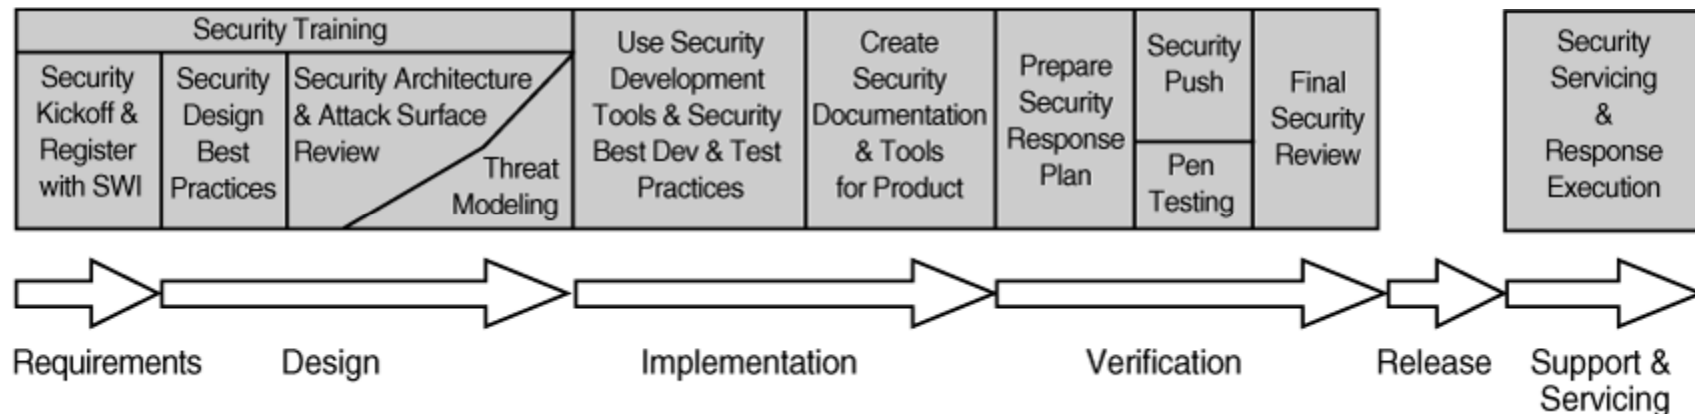 Security Training
Security
Kickoff &
Register
with SWI
Security
Design
Best
Practices
Security Architecture
& Attack Surface
Review
Threat
Modeling
Use Security
Development
Tools & Security
Best Dev & Test
Practices
Create
Security
Documentation
& Tools
for Product
Prepare
Security
Response
Plan
Security
Push
Pen
Testing
Final
Security
Review
Security
Servicing
&
Response
Execution
Requirements
Design
Implementation
Verification
Release
Support &
Servicing